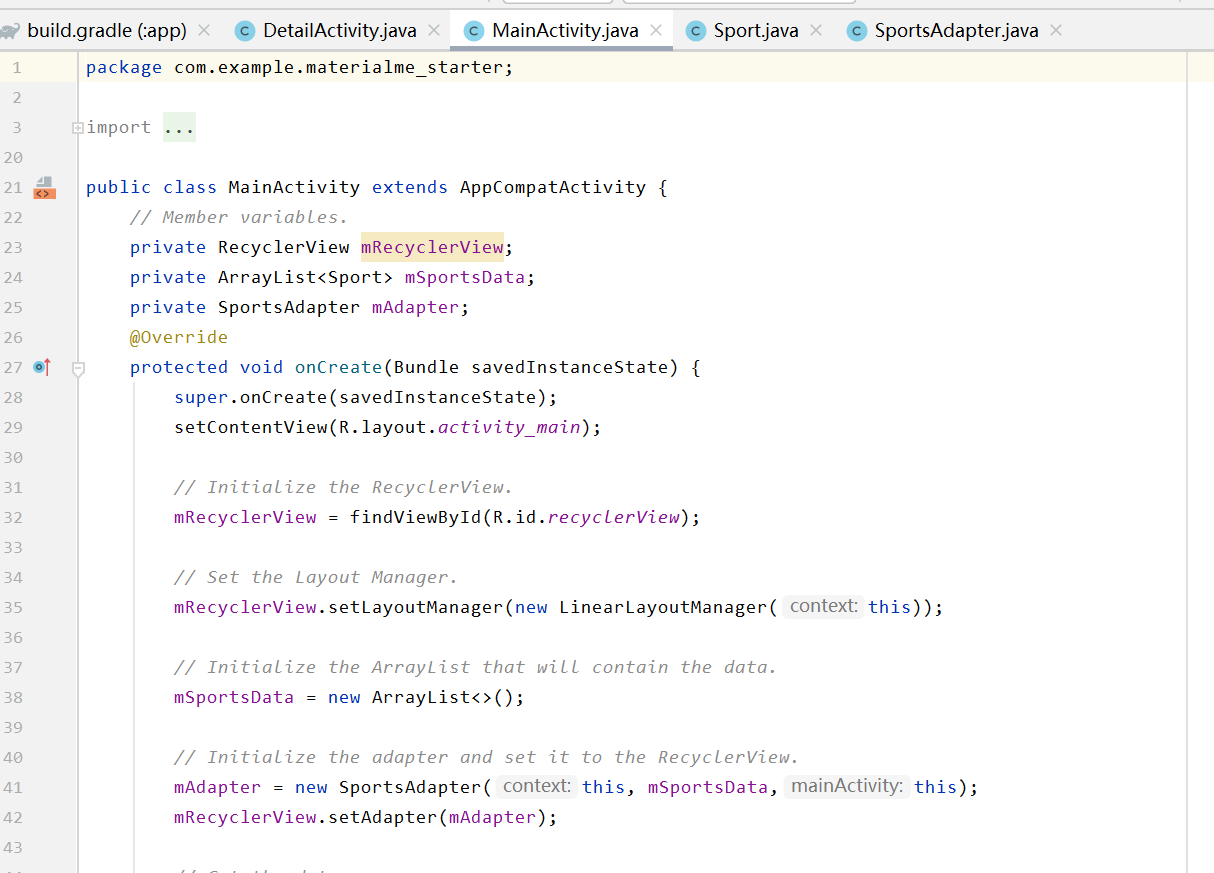 build.gradle (:app) DetailActivity.java MainActivity.java Sport.java SportsAdapter.java
1 package com.example.materialme_starter;
2
3 import ...
20
21 public class MainActivity extends AppCompatActivity {
22 // Member variables.
23 private RecyclerView mRecyclerView;
24 private ArrayList<Sport> mSportsData;
25 private SportsAdapter mAdapter;
26 @Override
27 protected void onCreate(Bundle savedInstanceState) {
28 super.onCreate(savedInstanceState);
29 setContentView(R.layout.activity_main);
30
31 // Initialize the RecyclerView.
32 mRecyclerView = findViewById(R.id.recyclerView);
33
34 // Set the Layout Manager.
35 mRecyclerView.setLayoutManager(new LinearLayoutManager( context: this));
36
37 // Initialize the ArrayList that will contain the data.
38 mSportsData = new ArrayList<>();
39
40 // Initialize the adapter and set it to the RecyclerView.
41 mAdapter = new SportsAdapter( context: this, mSportsData, mainActivity: this);
42 mRecyclerView.setAdapter(mAdapter);
43